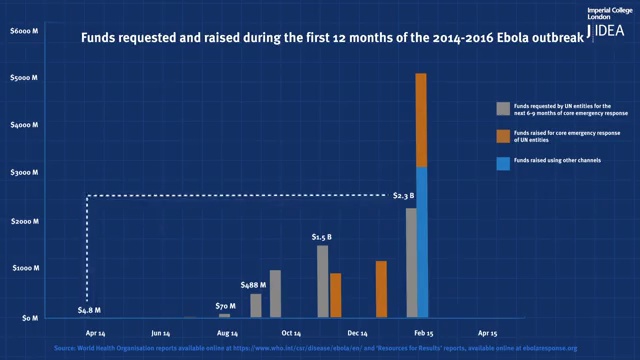 Imperial College
London
J IDEA
Funds requested and raised during the first 12 months of the 2014-2016 Ebola outbreak
$6000 M
$5000 M
$4000 M
$3000 M
$2000 M
$1000 M
$0 M
Funds requested by UN entities for the
next 6-9 months of core emergency response
Funds raised for core emergency response
of UN entities
Funds raised using other channels
$4.8 M
$70 M
$488 M
$1.5 B
$2.3 B
Apr 14
Jun 14
Aug 14
Oct 14
Dec 14
Feb 15
Apr 15
Source: World Health Organisation reports available online at https://www.who.int/csr/disease/ebola/en/ and 'Resources for Results' reports, available online at ebolaresponse.org